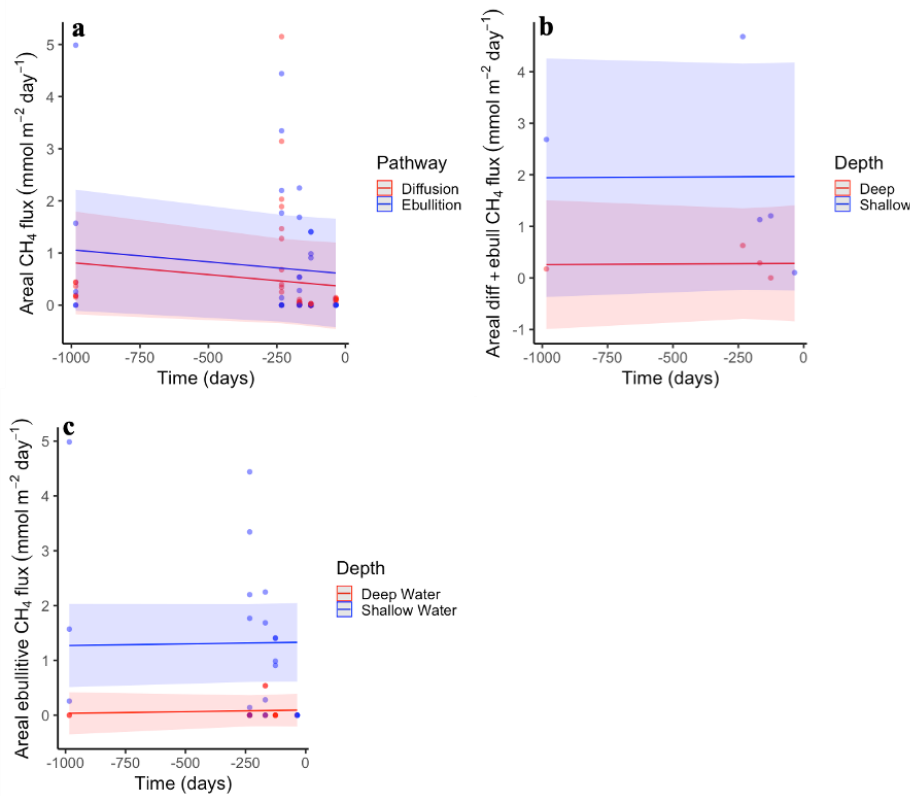 a
Areal CH₄ flux (mmol m⁻² day⁻¹)
5
4
3
2
1
0
-1000 -750 -500 -250 0
Time (days)
Pathway
Diffusion
Ebullition
b
Areal diff + ebull CH₄ flux (mmol m⁻² day⁻¹)
4
3
2
1
0
-1
-1000 -750 -500 -250 0
Time (days)
Depth
Deep
Shallow
c
Areal ebullitive CH₄ flux (mmol m⁻² day⁻¹)
5
4
3
2
1
0
-1000 -750 -500 -250 0
Time (days)
Depth
Deep Water
Shallow Water